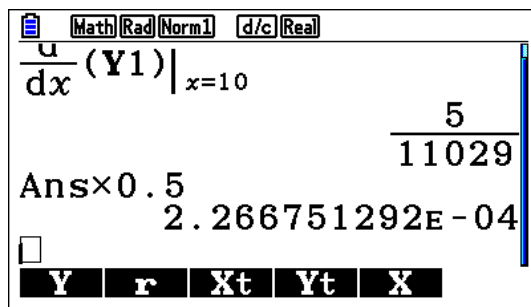 Math Rad Norm1 d/c Real
d/dx (Y1)|x=10
5/11029
Ans×0.5
2.266751292E-04
Y r Xt Yt X